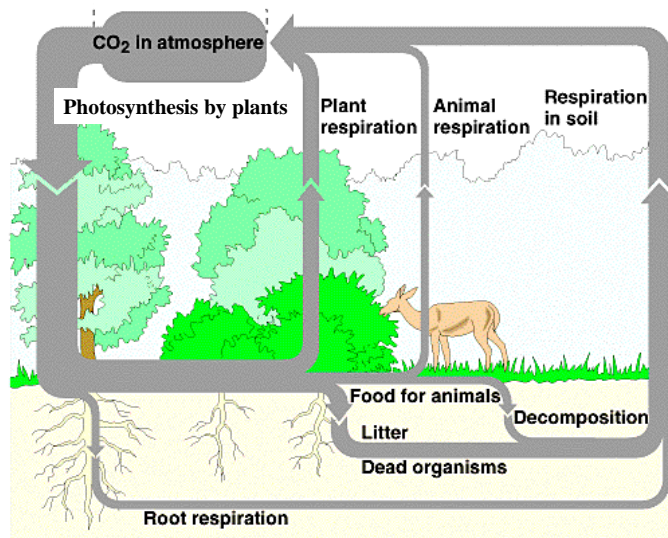 CO₂ in atmosphere
Photosynthesis by plants
Plant
respiration
Animal
respiration
Respiration
in soil
Food for animals
Decomposition
Litter
Dead organisms
Root respiration